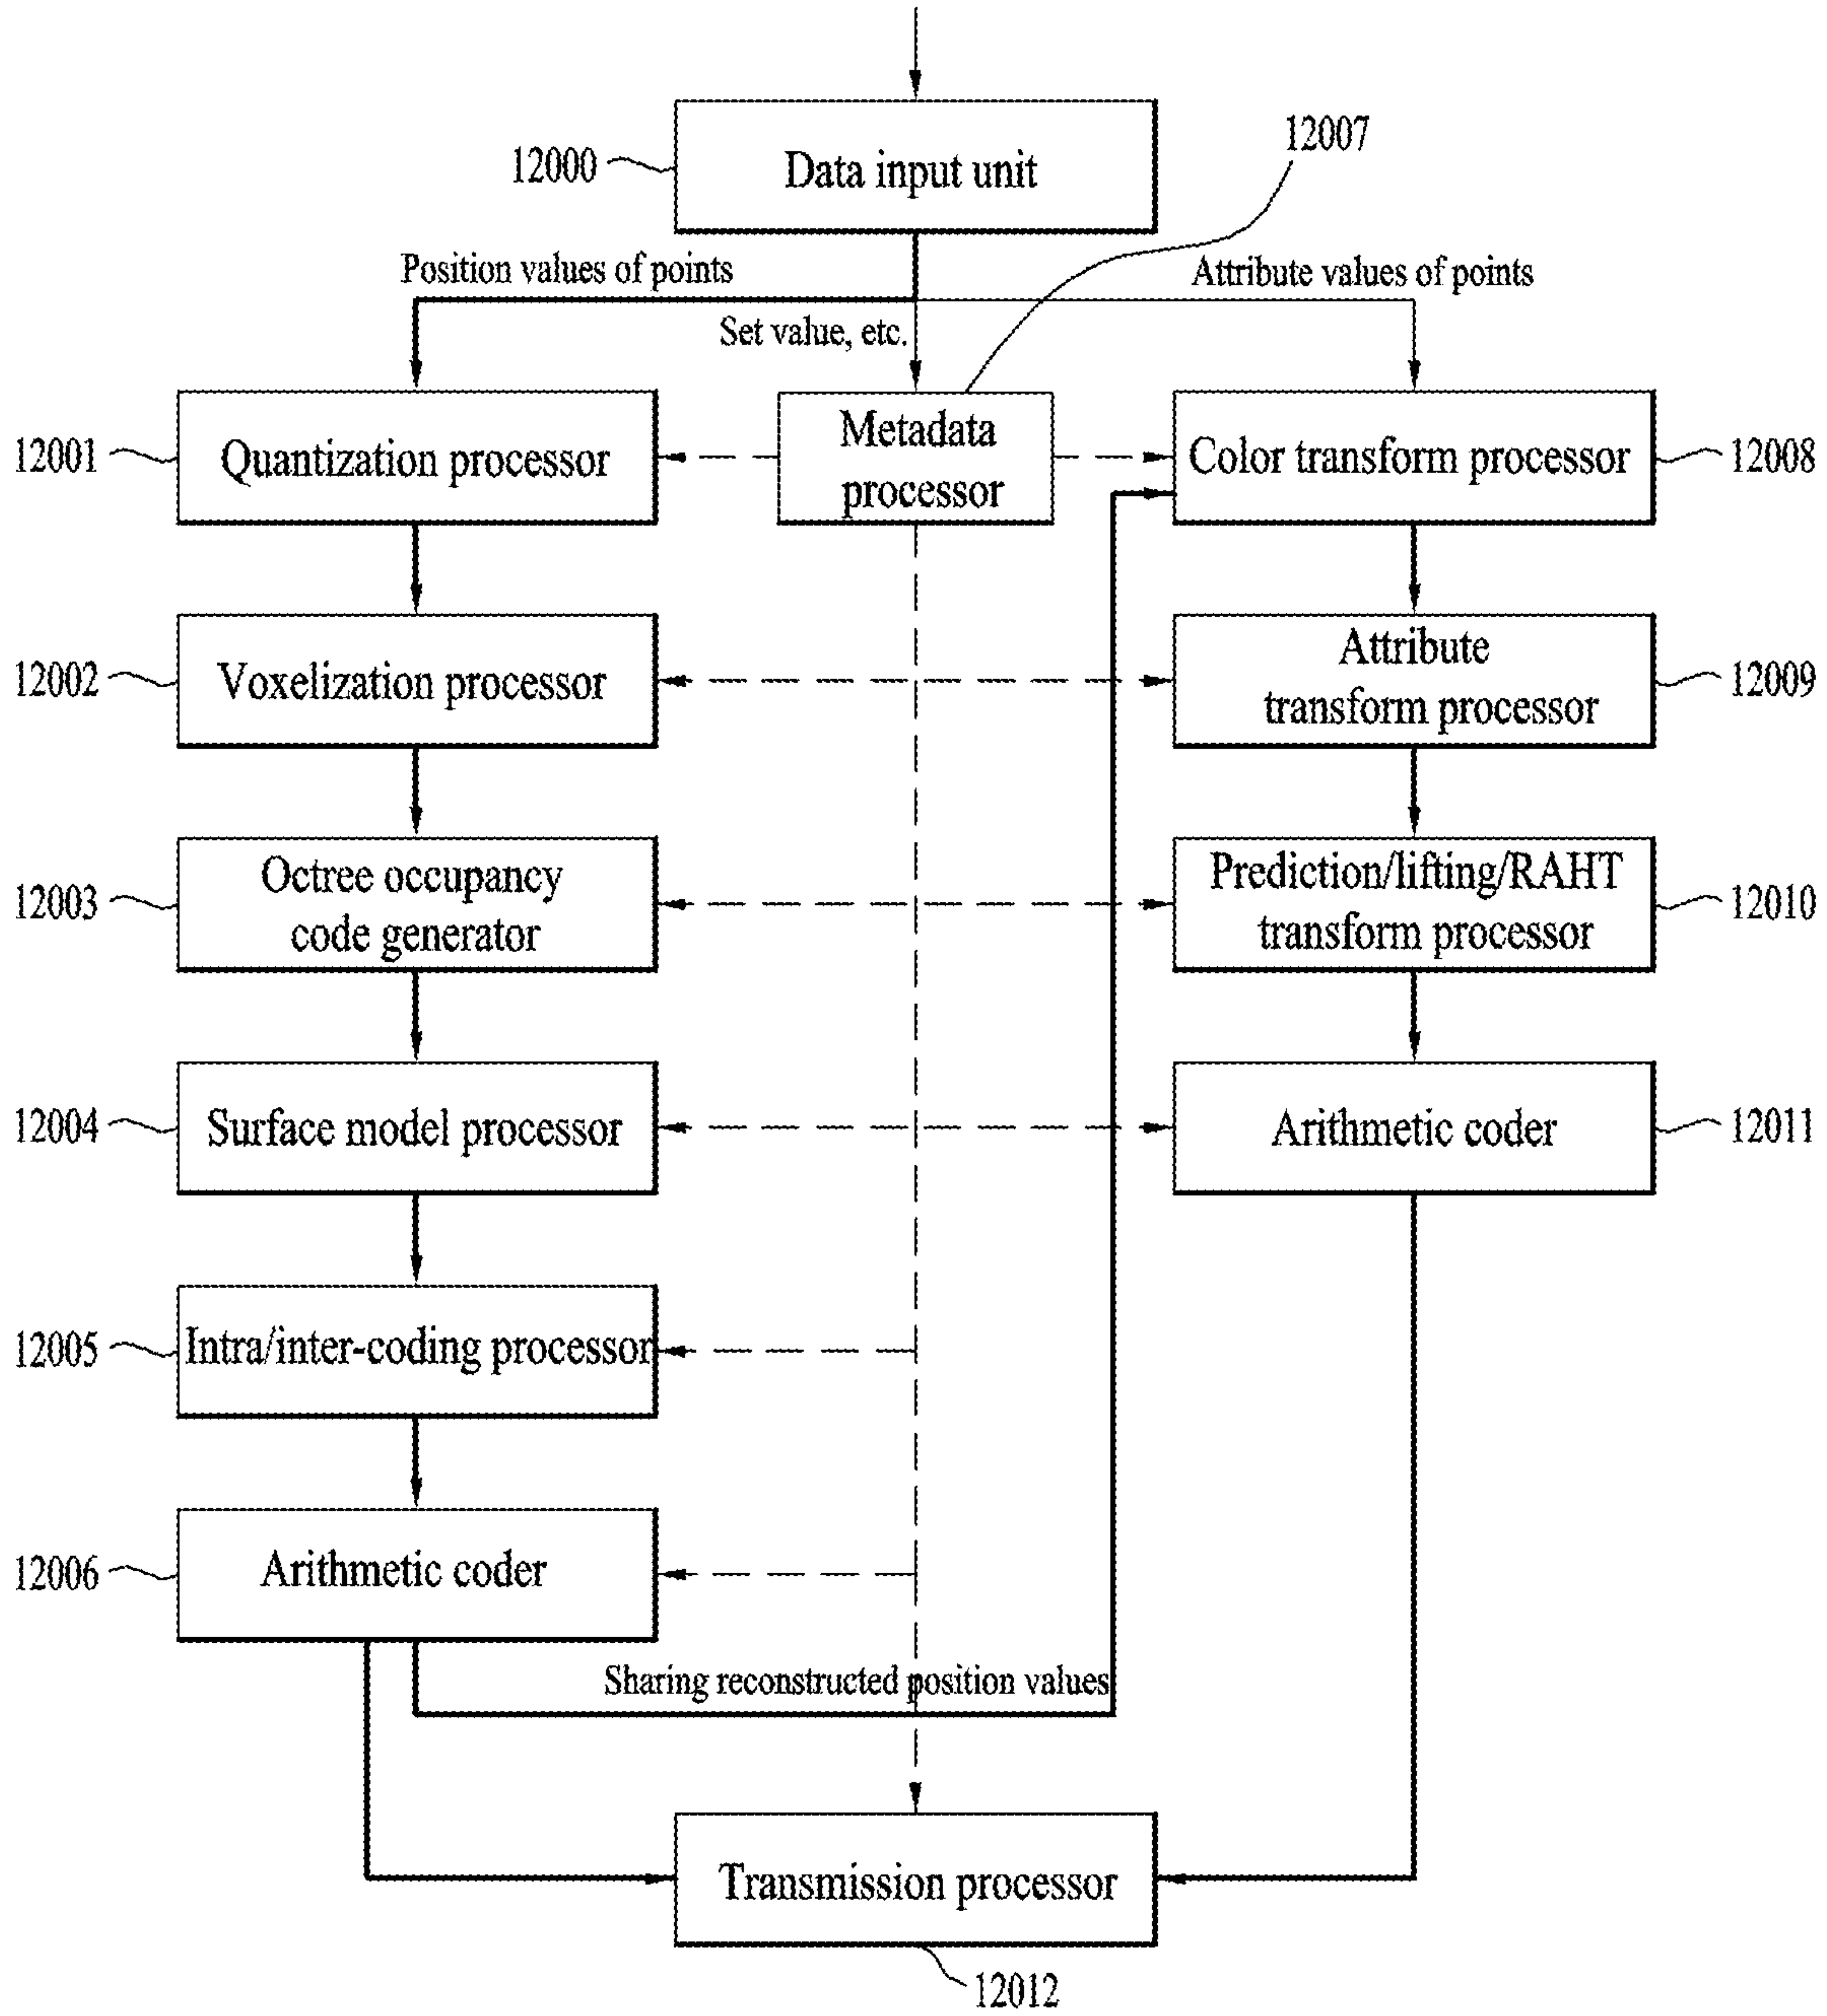 12000
Data input unit
12007
Position values of points
Attribute values of points
Set value, etc.
12001
Quantization processor
Metadata
processor
Color transform processor
12008
12002
Voxelization processor
Attribute
transform processor
12009
12003
Octree occupancy
code generator
Prediction/lifting/RAHT
transform processor
12010
12004
Surface model processor
Arithmetic coder
12011
12005
Intra/inter-coding processor
12006
Arithmetic coder
Sharing reconstructed position values
Transmission processor
12012